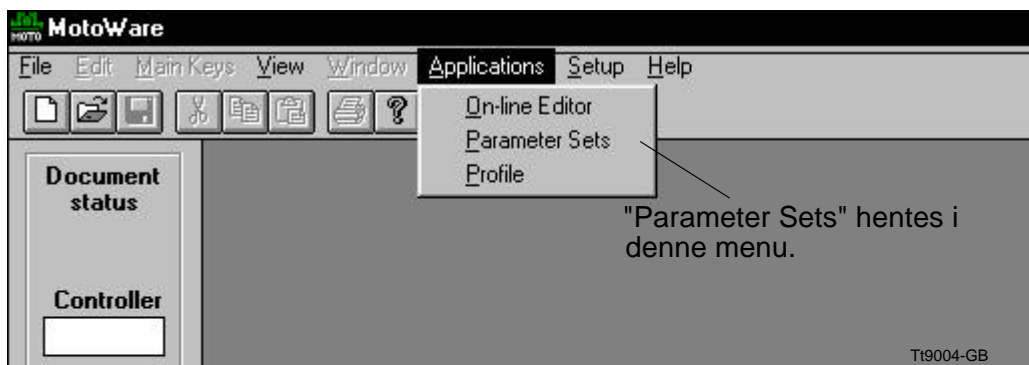 MOTO MotoWare
File Edit Main Keys View Window Applications Setup Help
On-line Editor
Parameter Sets
Profile
Document
status
"Parameter Sets" hentes i
denne menu.
Controller
Tt9004-GB